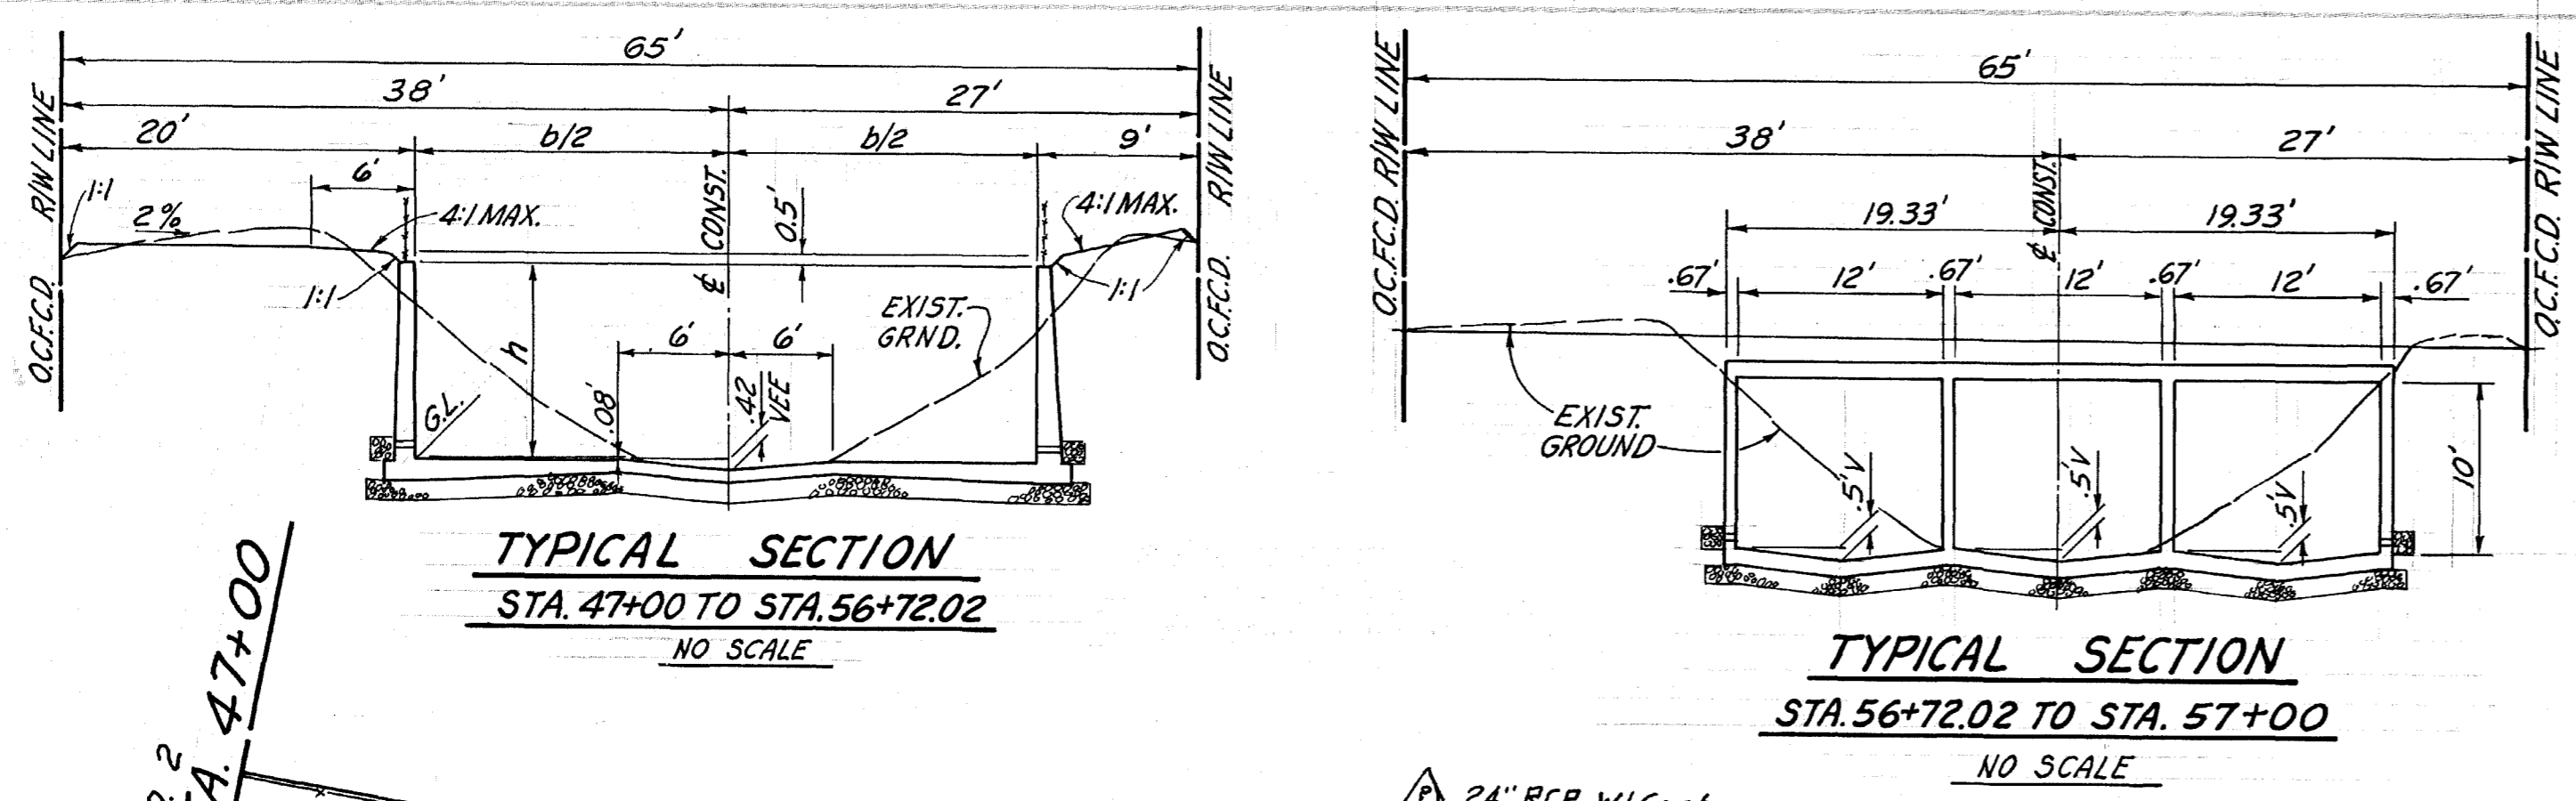 65'
38'
27'
20'
b/2
b/2
9'
6'
1:1
2%
4:1 MAX.
0.5'
4:1 MAX.
1:1
1:1
O.C.F.C.D. R/W LINE
℄ CONST.
O.C.F.C.D. R/W LINE
h
EXIST.
GRND.
6'
6'
G.L.
.08'
.42
VEE
TYPICAL SECTION
STA. 47+00 TO STA. 56+72.02
NO SCALE
65'
38'
27'
19.33'
19.33'
.67'
12'
.67'
12'
.67'
12'
.67'
O.C.F.C.D. R/W LINE
℄ CONST.
O.C.F.C.D. R/W LINE
EXIST.
GROUND
.5'V
.5'V
.5'V
10'
TYPICAL SECTION
STA. 56+72.02 TO STA. 57+00
NO SCALE
2
A. 47+00
24" RCP W/